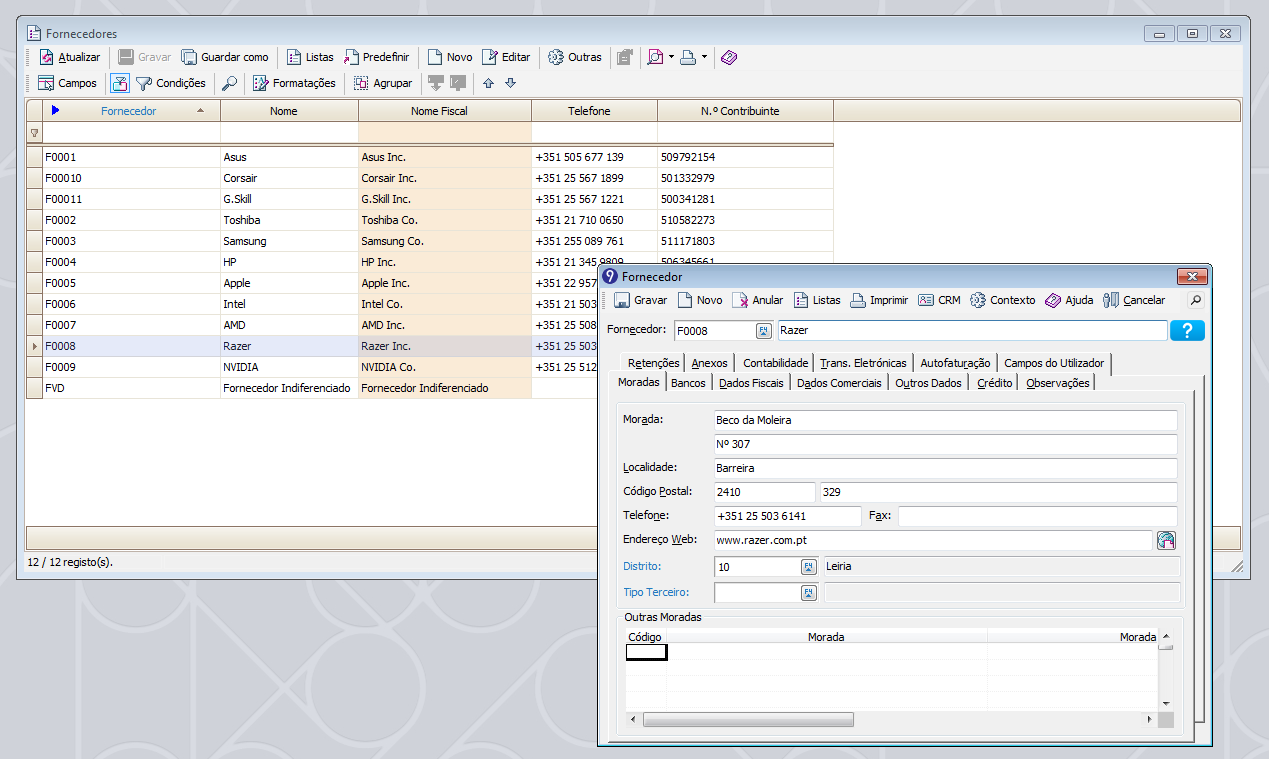 Fornecedores
Atualizar Gravar Guardar como Listas Predefinir Novo Editar Outras
Campos Condições Formatações Agrupar
Fornecedor Nome Nome Fiscal Telefone N.º Contribuinte
F0001 Asus Asus Inc. +351 505 677 139 509792154
F00010 Corsair Corsair Inc. +351 25 567 1899 501332979
F00011 G.Skill G.Skill Inc. +351 25 567 1221 500341281
F0002 Toshiba Toshiba Co. +351 21 710 0650 510582273
F0003 Samsung Samsung Co. +351 255 089 761 511171803
F0004 HP HP Inc. +351 21 345 9809 506345661
F0005 Apple Apple Inc. +351 22 957
F0006 Intel Intel Co. +351 21 503
F0007 AMD AMD Inc. +351 25 508
F0008 Razer Razer Inc. +351 25 503
F0009 NVIDIA NVIDIA Co. +351 25 512
FVD Fornecedor Indiferenciado Fornecedor Indiferenciado
12 / 12 registo(s).
9 Fornecedor
Gravar Novo Anular Listas Imprimir CRM Contexto Ajuda Cancelar
Fornecedor: F0008 F4 Razer ?
Retenções Anexos Contabilidade Trans. Eletrónicas Autofaturação Campos do Utilizador
Moradas Bancos Dados Fiscais Dados Comerciais Outros Dados Crédito Observações
Morada: Beco da Moleira
Nº 307
Localidade: Barreira
Código Postal: 2410 329
Telefone: +351 25 503 6141 Fax:
Endereço Web: www.razer.com.pt
Distrito: 10 F4 Leiria
Tipo Terceiro: F4
Outras Moradas
Código Morada Morada